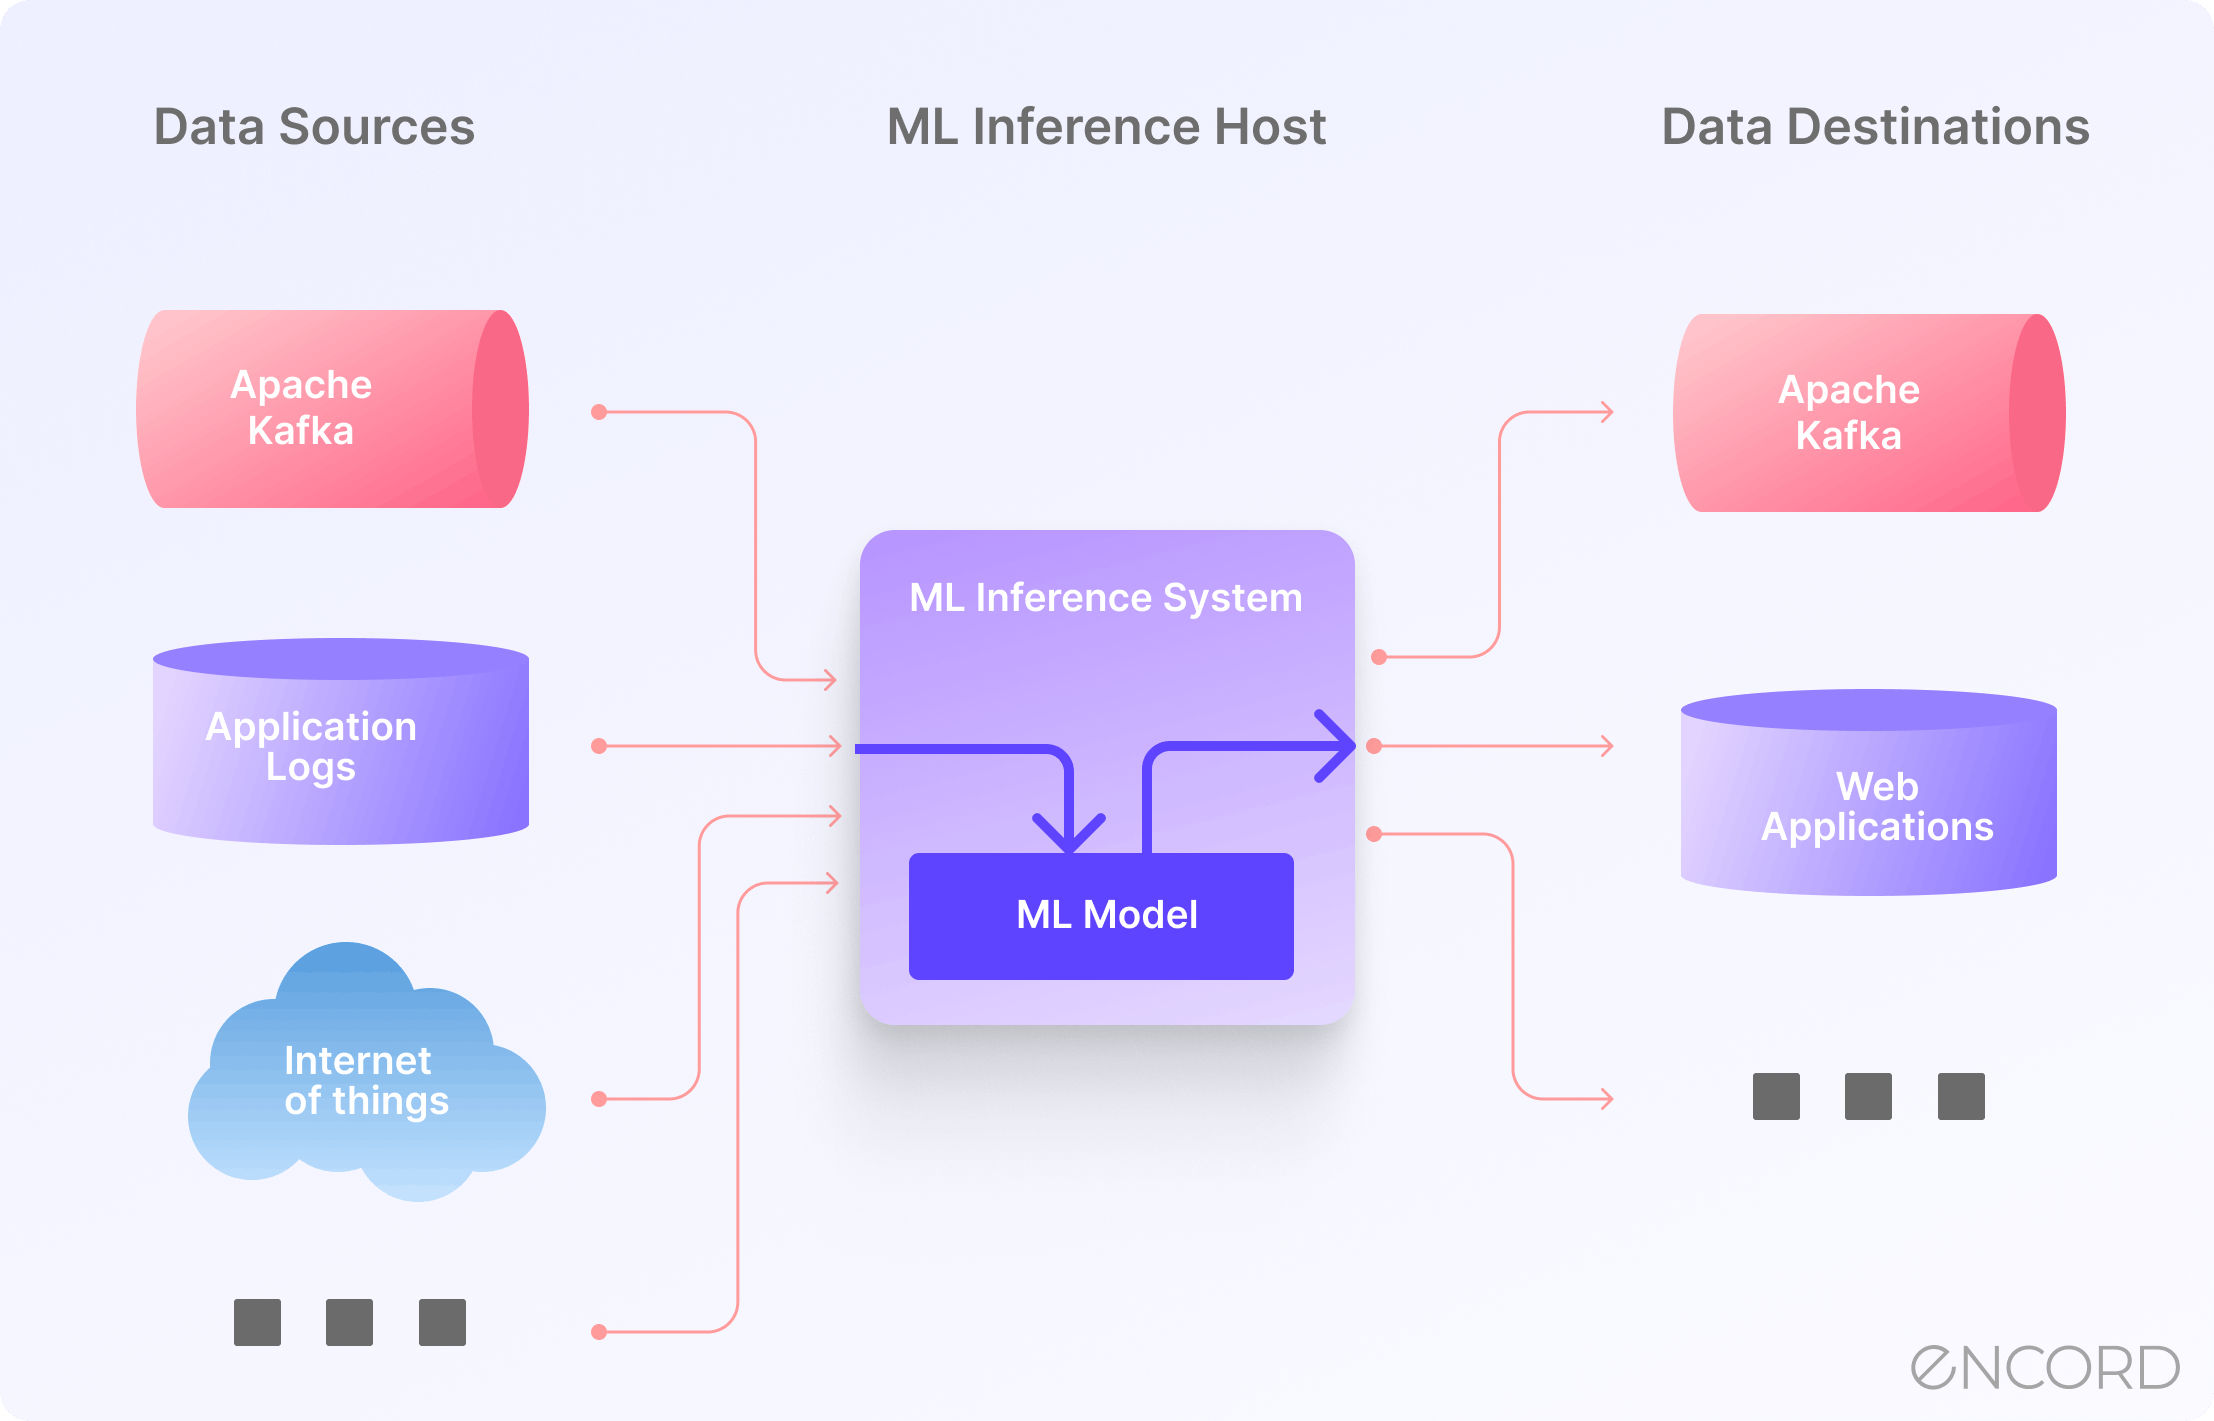 Data Sources
ML Inference Host
Data Destinations
Apache
Kafka
Application
Logs
Internet
of things
ML Inference System
ML Model
Apache
Kafka
Web
Applications
eNCORD